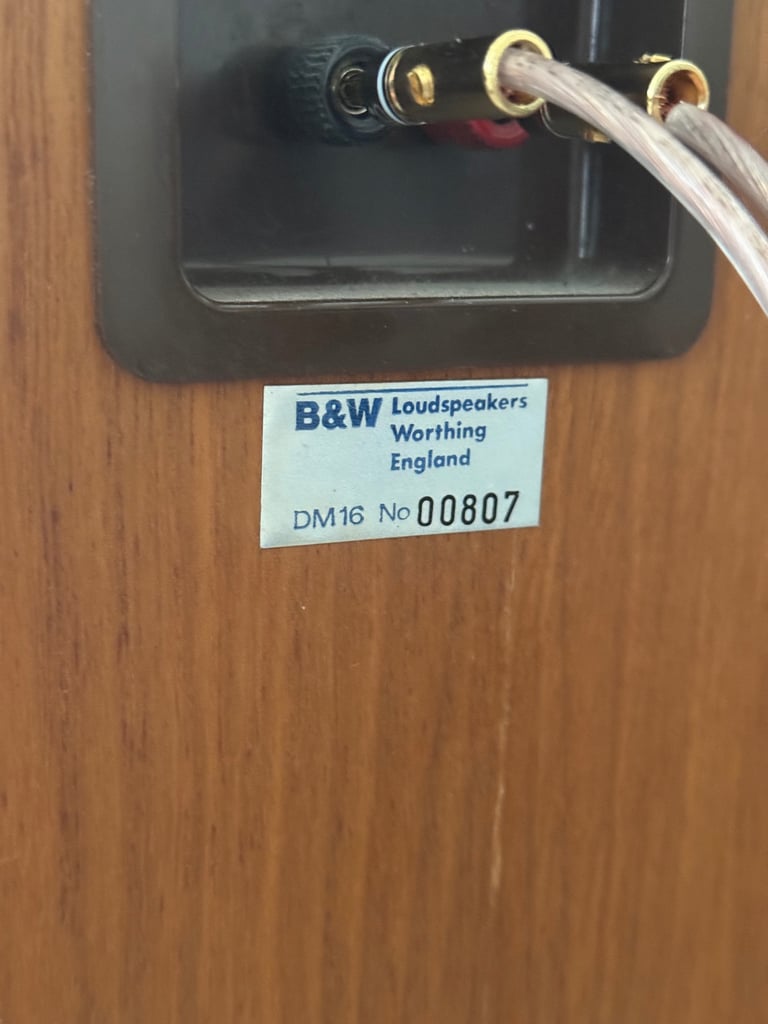 B&W Loudspeakers
Worthing
England
DM16 No 00807